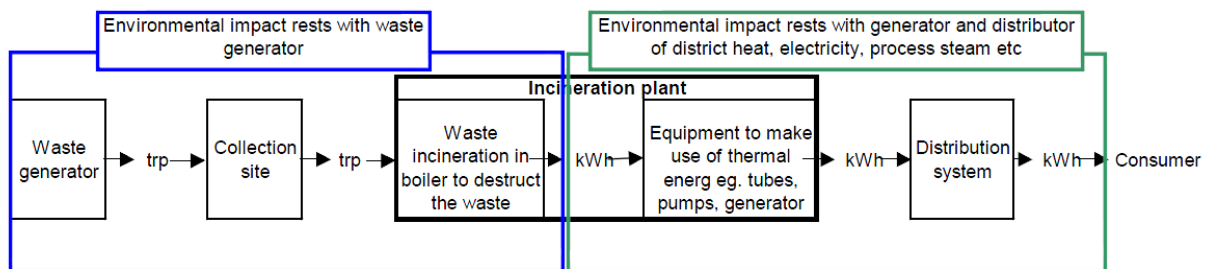 Environmental impact rests with waste
generator
Environmental impact rests with generator and distributor
of district heat, electricity, process steam etc
Incineration plant
Waste
generator
trp
Collection
site
trp
Waste
incineration in
boiler to destruct
the waste
kWh
Equipment to make
use of thermal
energ eg. tubes,
pumps, generator
kWh
Distribution
system
kWh
Consumer